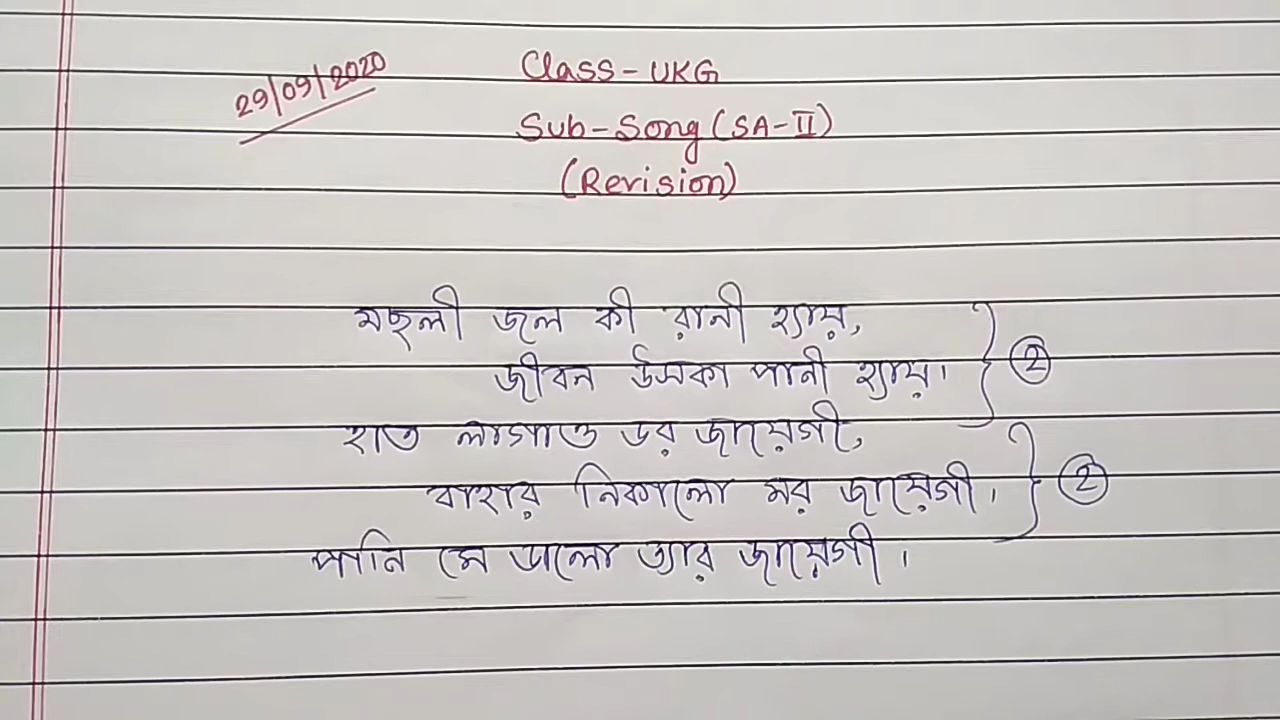 29/09/2020
Class-UKG
Sub-Song (SA-II)
(Revision)
মছলী জল কী রানী হ্যায়,
জীবন উসকা পানী হ্যায়। } ②
হাত লাগাও ডর জায়েগী,
বাহার নিকালো মর জায়েগী। } ②
পানি মে ডালো ত্যার জায়েগী।